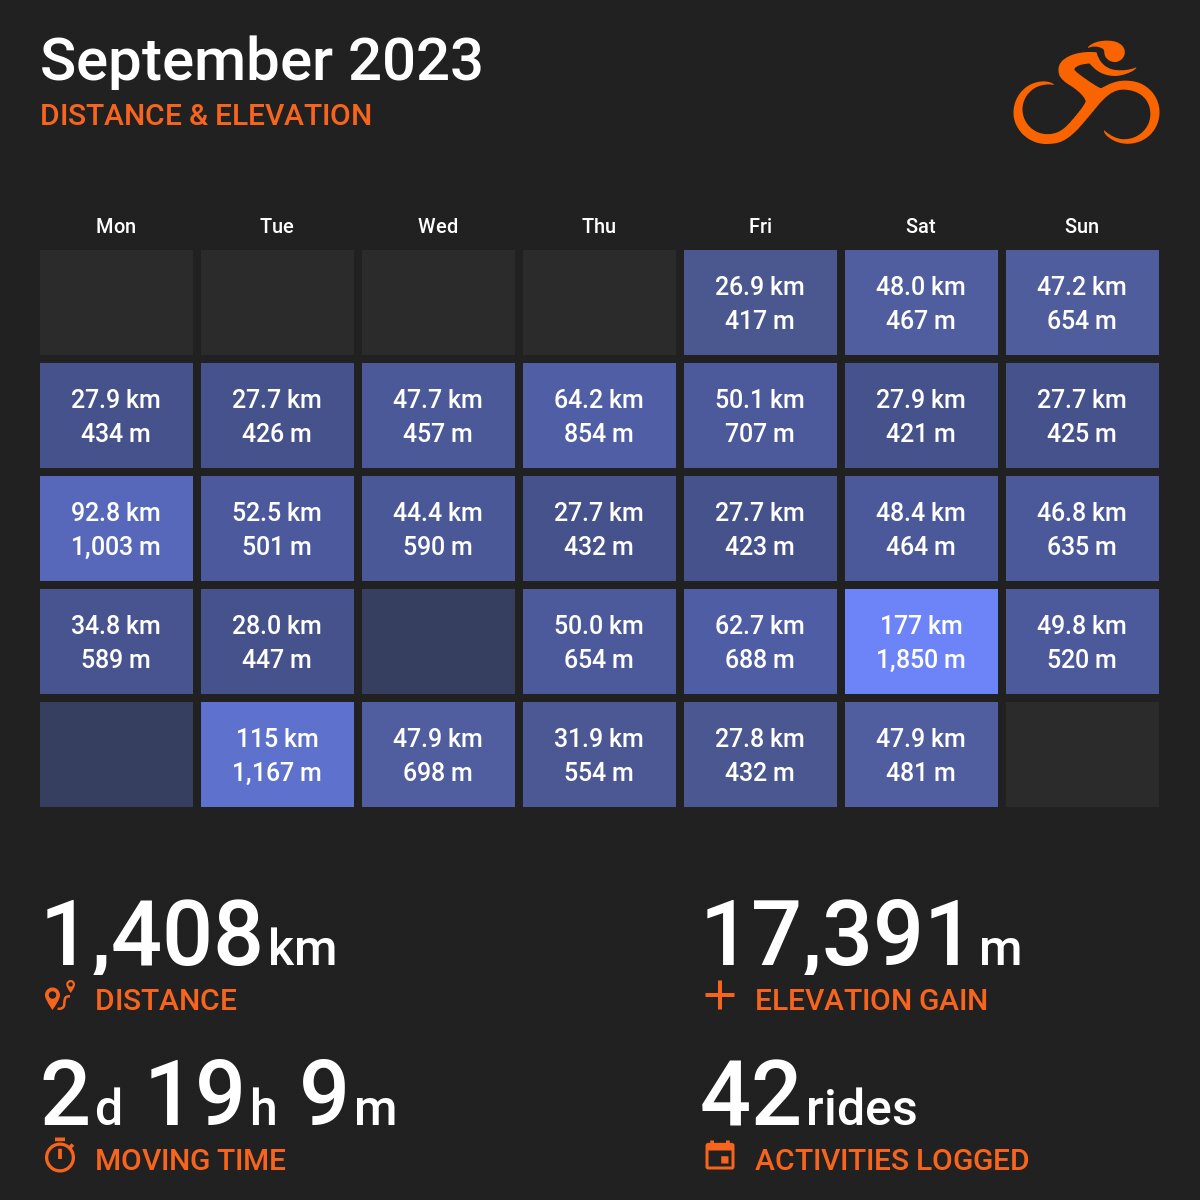 September 2023
DISTANCE & ELEVATION
Mon Tue Wed Thu Fri Sat Sun
26.9 km 48.0 km 47.2 km
417 m 467 m 654 m
27.9 km 27.7 km 47.7 km 64.2 km 50.1 km 27.9 km 27.7 km
434 m 426 m 457 m 854 m 707 m 421 m 425 m
92.8 km 52.5 km 44.4 km 27.7 km 27.7 km 48.4 km 46.8 km
1,003 m 501 m 590 m 432 m 423 m 464 m 635 m
34.8 km 28.0 km 50.0 km 62.7 km 177 km 49.8 km
589 m 447 m 654 m 688 m 1,850 m 520 m
115 km 47.9 km 31.9 km 27.8 km 47.9 km
1,167 m 698 m 554 m 432 m 481 m
1,408 km 17,391 m
DISTANCE ELEVATION GAIN
2d 19h 9m 42 rides
MOVING TIME ACTIVITIES LOGGED